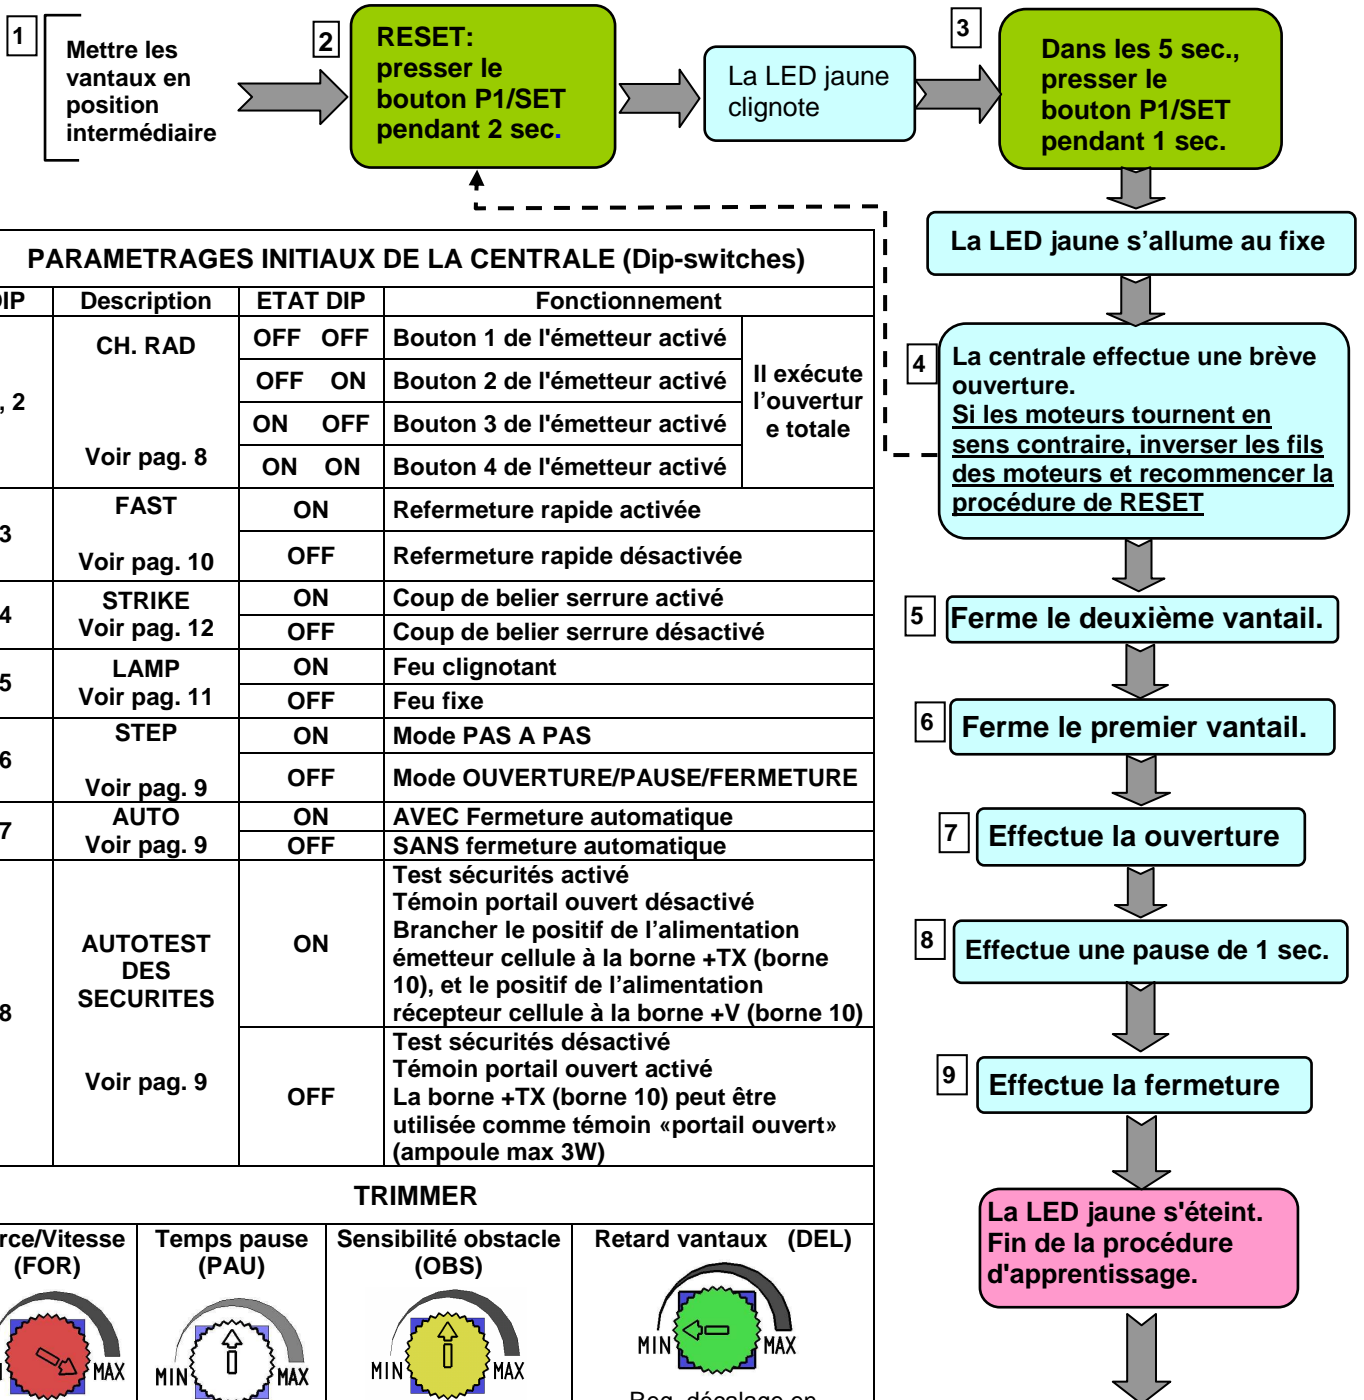 1
Mettre les
vantaux en
position
intermédiaire
2
RESET:
presser le
bouton P1/SET
pendant 2 sec.
La LED jaune
clignote
3
Dans les 5 sec.,
presser le
bouton P1/SET
pendant 1 sec.
La LED jaune s’allume au fixe
4
La centrale effectue une brève
ouverture.
Si les moteurs tournent en
sens contraire, inverser les fils
des moteurs et recommencer la
procédure de RESET
5
Ferme le deuxième vantail.
6
Ferme le premier vantail.
7
Effectue la ouverture
8
Effectue une pause de 1 sec.
9
Effectue la fermeture
La LED jaune s'éteint.
Fin de la procédure
d'apprentissage.
PARAMETRAGES INITIAUX DE LA CENTRALE (Dip-switches)
IP Description ETAT DIP Fonctionnement
, 2
CH. RAD
Voir pag. 8
OFF OFF Bouton 1 de l'émetteur activé
OFF ON Bouton 2 de l'émetteur activé
ON OFF Bouton 3 de l'émetteur activé
ON ON Bouton 4 de l'émetteur activé
Il exécute
l’ouvertur
e totale
3
FAST
Voir pag. 10
ON Refermeture rapide activée
OFF Refermeture rapide désactivée
4
STRIKE
Voir pag. 12
ON Coup de belier serrure activé
OFF Coup de belier serrure désactivé
5
LAMP
Voir pag. 11
ON Feu clignotant
OFF Feu fixe
6
STEP
Voir pag. 9
ON Mode PAS A PAS
OFF Mode OUVERTURE/PAUSE/FERMETURE
7
AUTO
Voir pag. 9
ON AVEC Fermeture automatique
OFF SANS fermeture automatique
8
AUTOTEST
DES
SECURITES
Voir pag. 9
ON
Test sécurités activé
Témoin portail ouvert désactivé
Brancher le positif de l’alimentation
émetteur cellule à la borne +TX (borne
10), et le positif de l’alimentation
récepteur cellule à la borne +V (borne 10)
OFF
Test sécurités désactivé
Témoin portail ouvert activé
La borne +TX (borne 10) peut être
utilisée comme témoin «portail ouvert»
(ampoule max 3W)
TRIMMER
rce/Vitesse
(FOR)
MAX
Temps pause
(PAU)
MIN MAX
Sensibilité obstacle
(OBS)
MIN MAX
Retard vantaux (DEL)
MIN MAX
Reg. décalage en